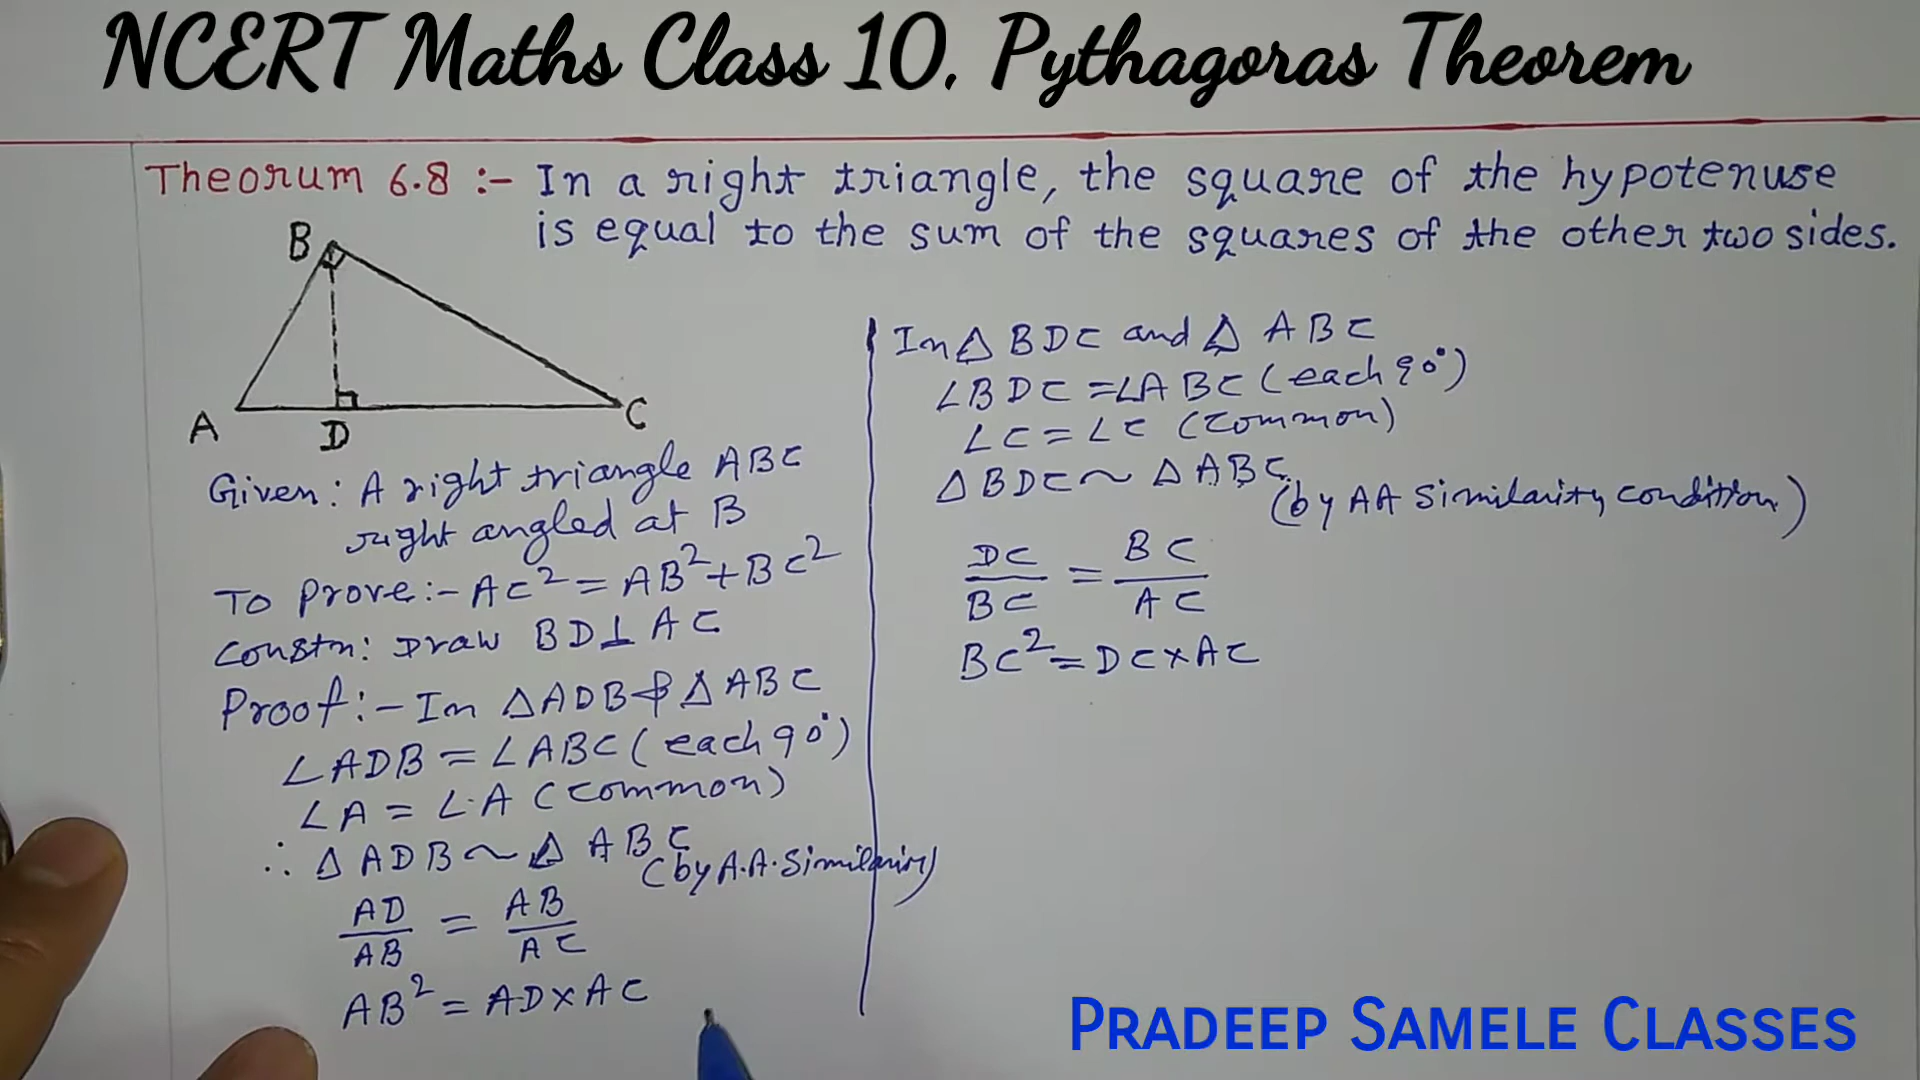 NCERT Maths Class 10. Pythagoras Theorem
Theorum 6.8 :- In a right triangle, the square of the hypotenuse
is equal to the sum of the squares of the other two sides.
B
A
D
C
Given: A right triangle ABC
right angled at B
To Prove:- AC² = AB² + BC²
Constn: Draw BD ⊥ AC
Proof:- In △ADB & △ABC
∠ADB = ∠ABC (each 90°)
∠A = ∠A (common)
∴ △ADB ~ △ABC
(by A.A. Similarity)
AD/AB = AB/AC
AB² = AD × AC
In △BDC and △ABC
∠BDC = ∠ABC (each 90°)
∠C = ∠C (common)
△BDC ~ △ABC
(by AA Similarity condition)
DC/BC = BC/AC
BC² = DC × AC
PRADEEP SAMELE CLASSES